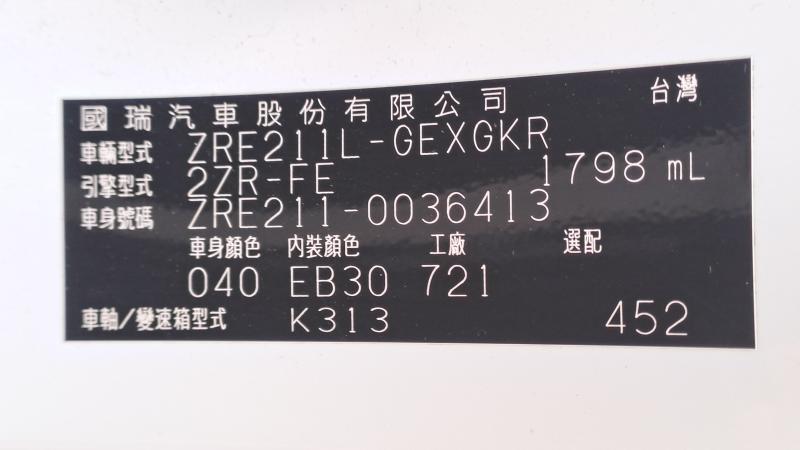 國瑞汽車股份有限公司 台灣
車輛型式 ZRE211L-GEXGKR
引擎型式 2ZR-FE 1798 mL
車身號碼 ZRE211-0036413
車身顏色 內裝顏色 工廠 選配
040 EB30 721
車軸/變速箱型式 K313 452